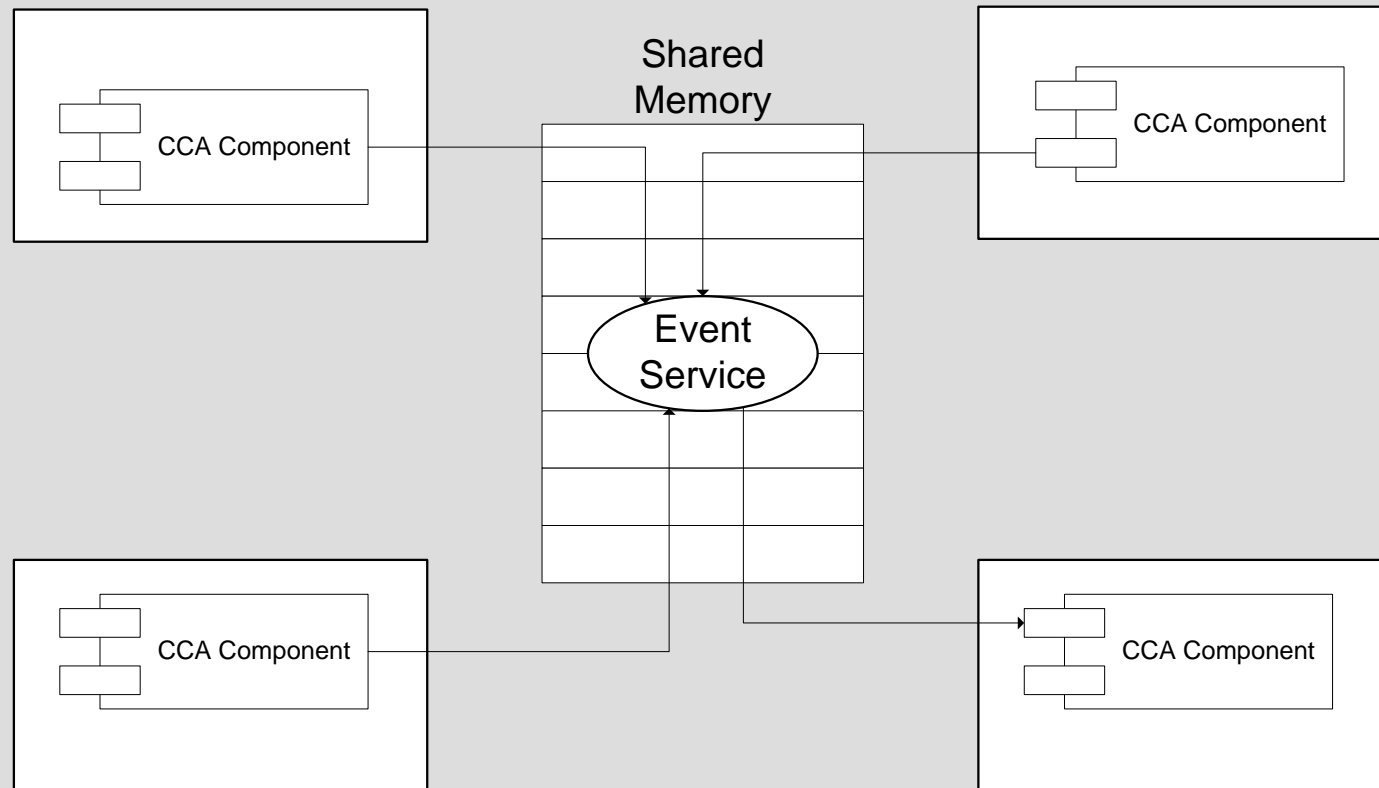 Shared
Memory
CCA Component
CCA Component
Event
Service
CCA Component
CCA Component